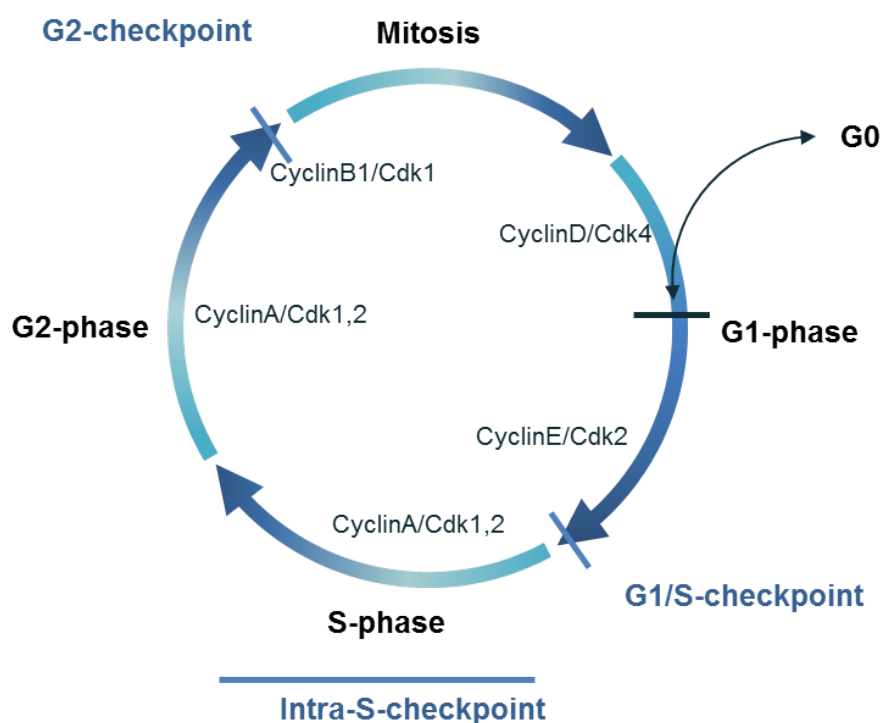 G2-checkpoint
Mitosis
G0
CyclinB1/Cdk1
CyclinD/Cdk4
G2-phase
CyclinA/Cdk1,2
G1-phase
CyclinE/Cdk2
CyclinA/Cdk1,2
G1/S-checkpoint
S-phase
Intra-S-checkpoint